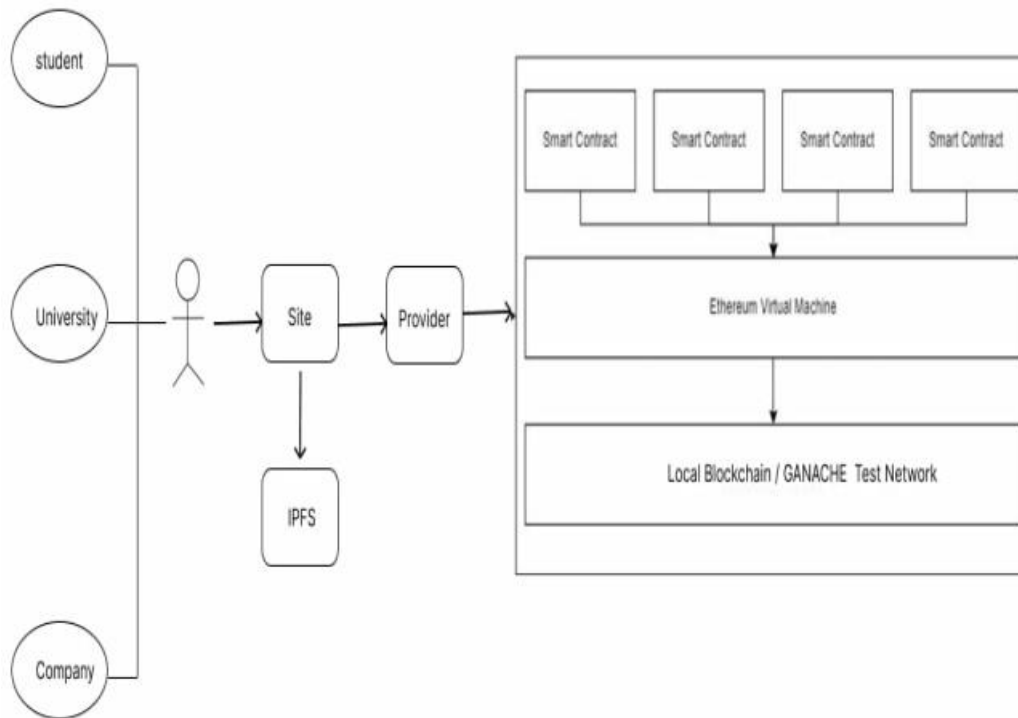 student
Smart Contract
Smart Contract
Smart Contract
Smart Contract
University
Site
Provider
Ethereum Virtual Machine
Local Blockchain / GANACHE Test Network
IPFS
Company